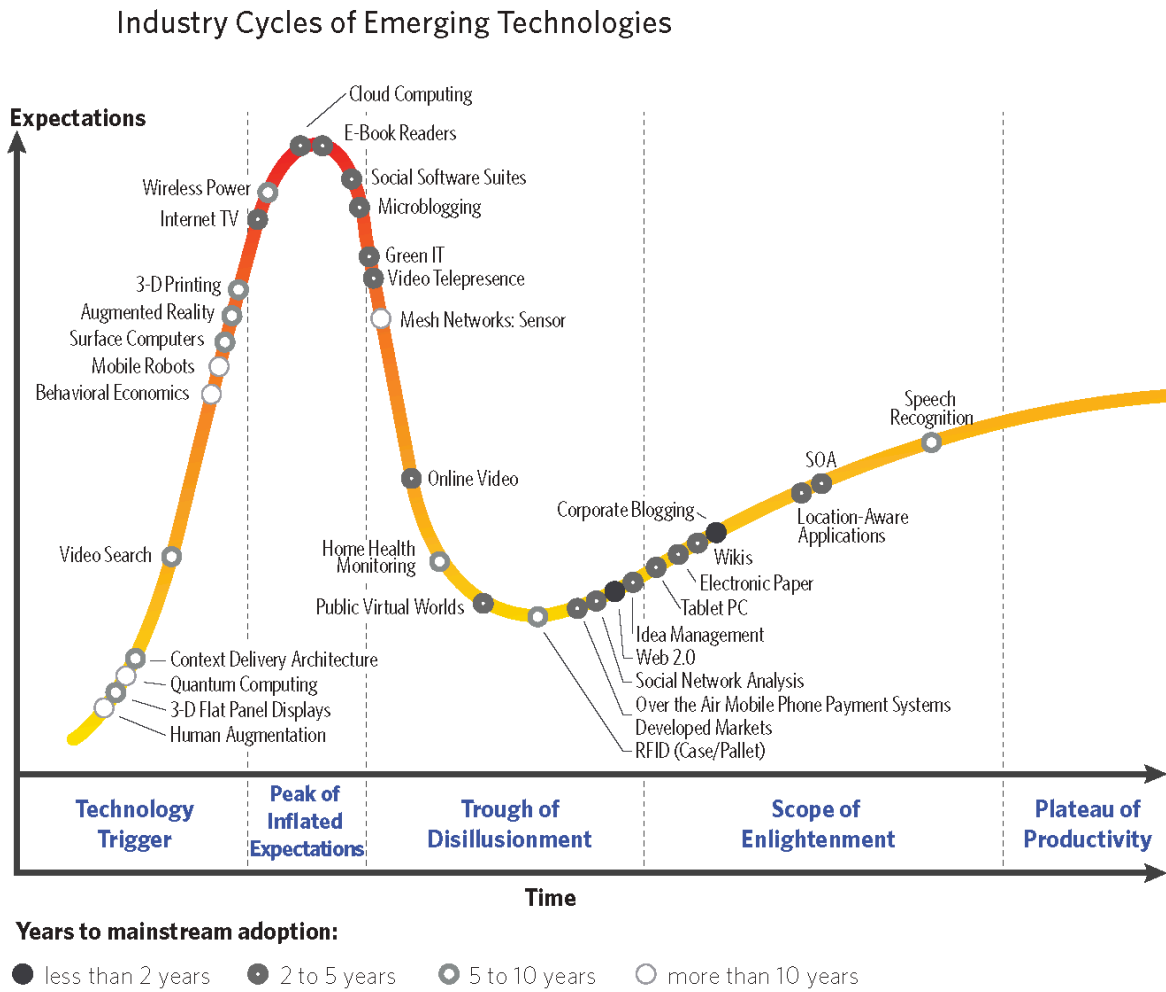 Industry Cycles of Emerging Technologies
Expectations
Cloud Computing
E-Book Readers
Social Software Suites
Wireless Power
Microblogging
Internet TV
Green IT
Video Telepresence
3-D Printing
Augmented Reality
Mesh Networks: Sensor
Surface Computers
Mobile Robots
Behavioral Economics
Speech
Recognition
SOA
Online Video
Corporate Blogging
Location-Aware
Applications
Home Health
Monitoring
Video Search
Wikis
Electronic Paper
Public Virtual Worlds
Tablet PC
Idea Management
Web 2.0
Context Delivery Architecture
Social Network Analysis
Quantum Computing
Over the Air Mobile Phone Payment Systems
3-D Flat Panel Displays
Developed Markets
Human Augmentation
RFID (Case/Pallet)
Technology
Trigger
Peak of
Inflated
Expectations
Trough of
Disillusionment
Scope of
Enlightenment
Plateau of
Productivity
Time
Years to mainstream adoption:
less than 2 years
2 to 5 years
5 to 10 years
more than 10 years